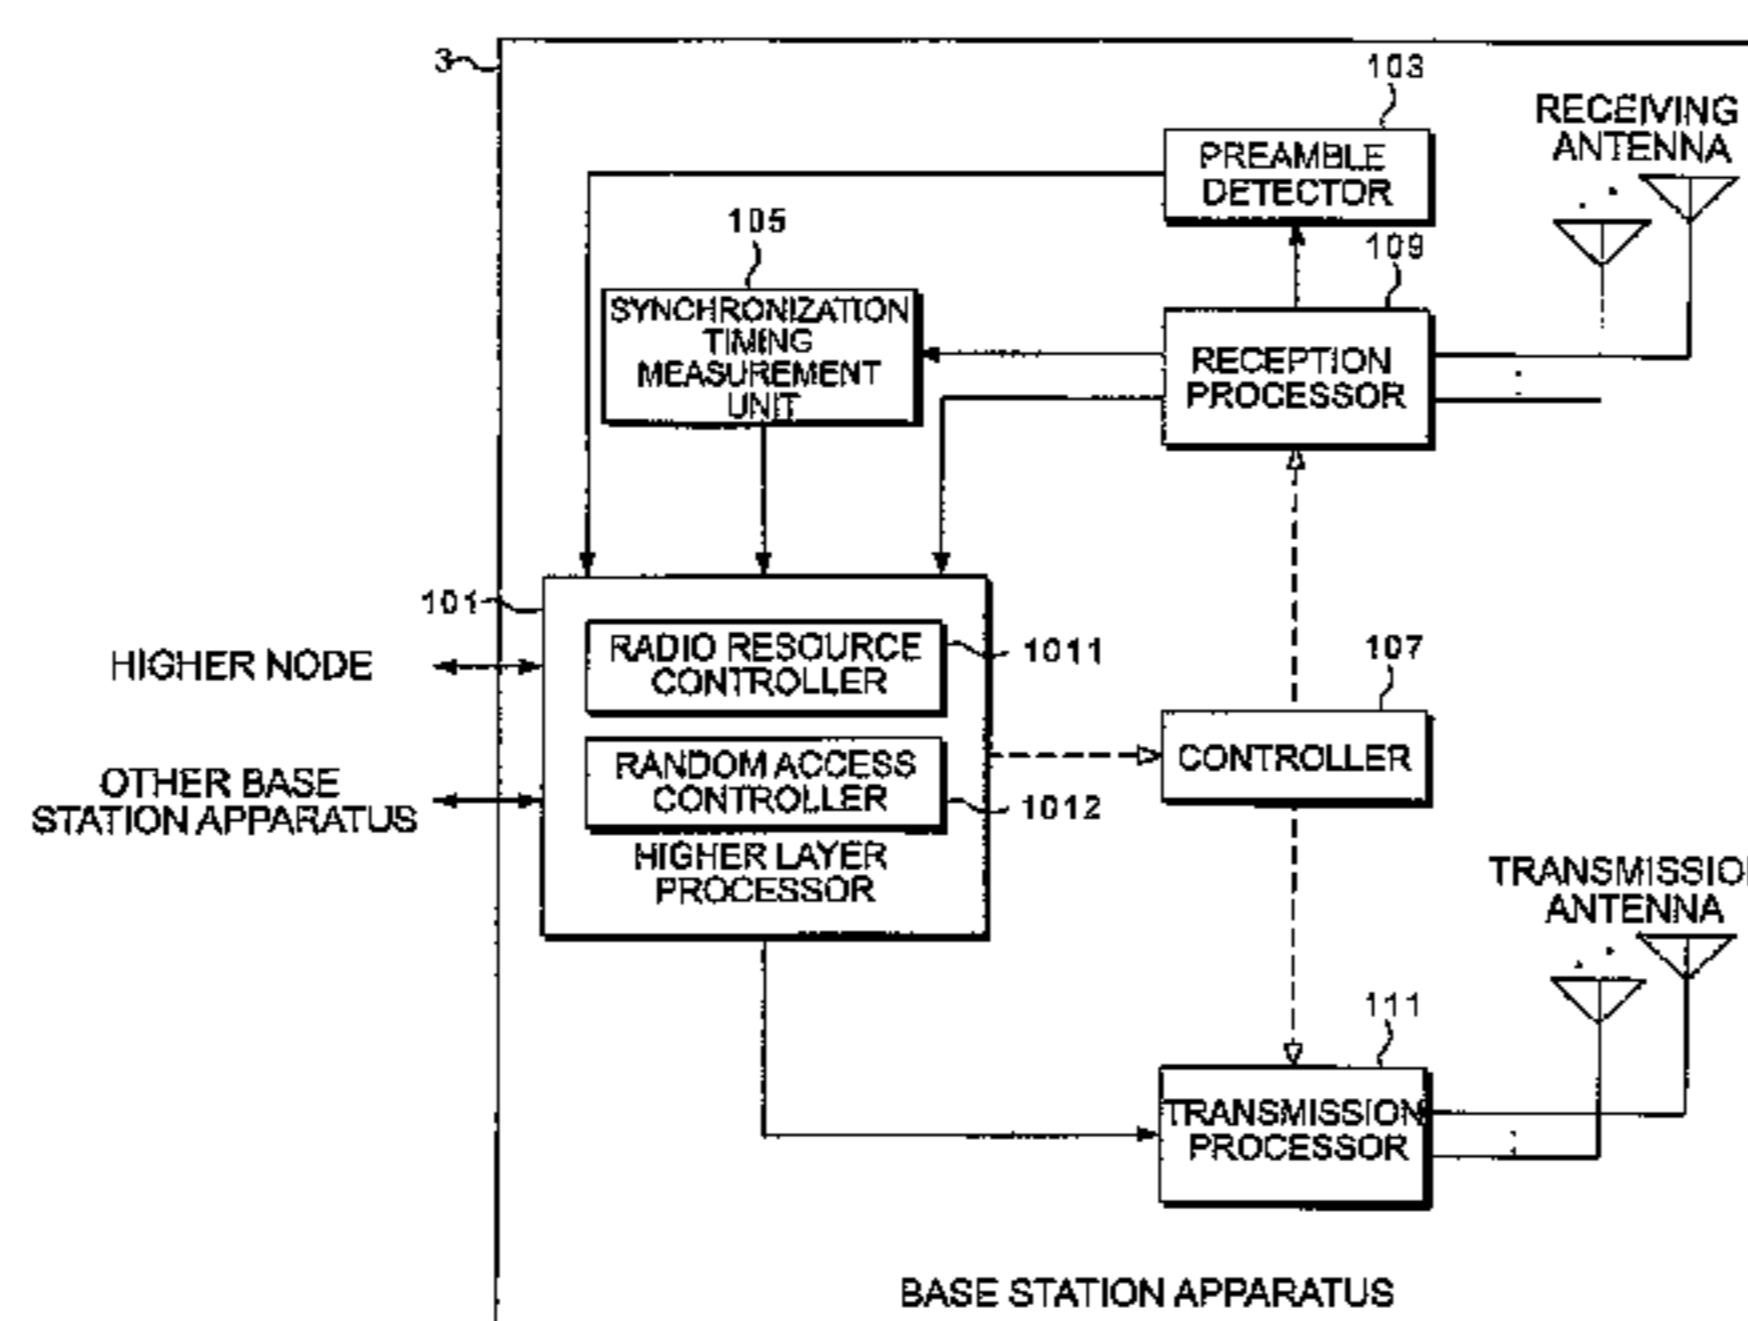 3
103
RECEIVING
ANTENNA
PREAMBLE
DETECTOR
105
109
SYNCHRONIZATION
TIMING
MEASUREMENT
UNIT
RECEPTION
PROCESSOR
101
RADIO RESOURCE
CONTROLLER
1011
HIGHER NODE
107
RANDOM ACCESS
CONTROLLER
1012
CONTROLLER
OTHER BASE
STATION APPARATUS
HIGHER LAYER
PROCESSOR
TRANSMISSION
ANTENNA
111
TRANSMISSION
PROCESSOR
BASE STATION APPARATUS